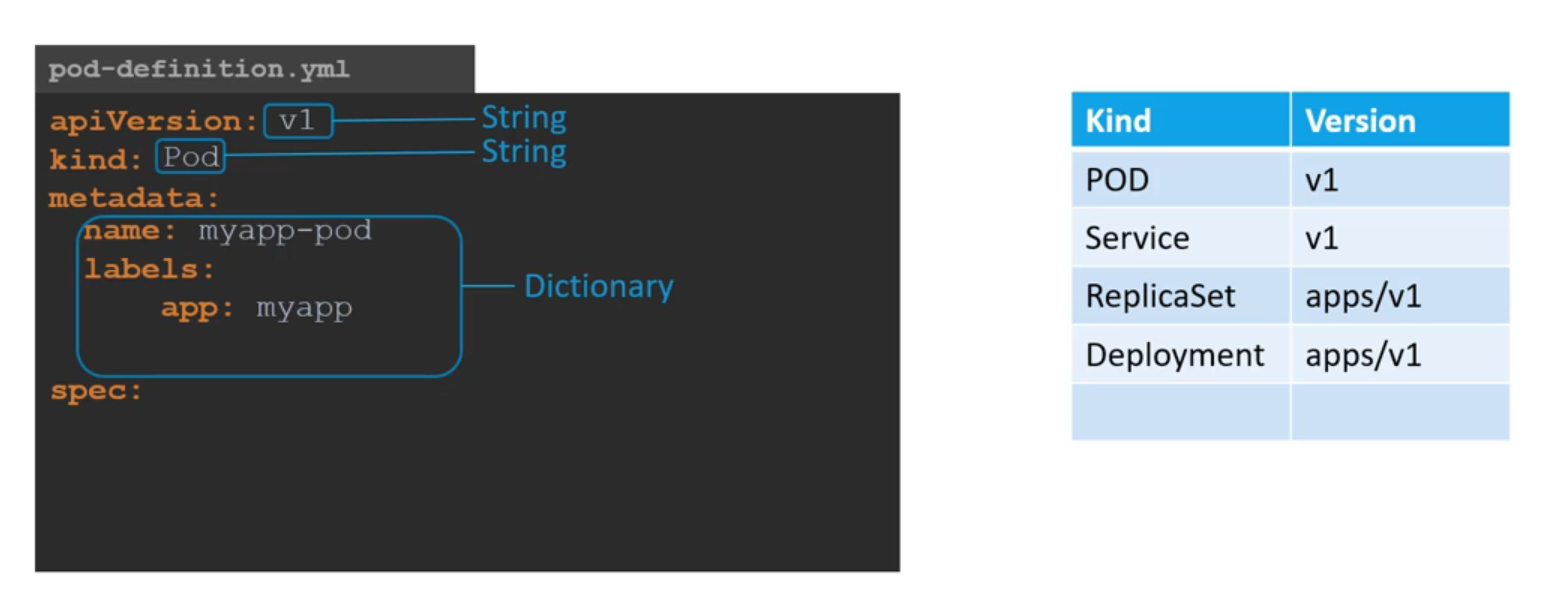 pod-definition.yml
apiVersion: v1 String
kind: Pod String
metadata:
name: myapp-pod
labels:
Dictionary
app: myapp
spec:
Kind Version
POD v1
Service v1
ReplicaSet apps/v1
Deployment apps/v1